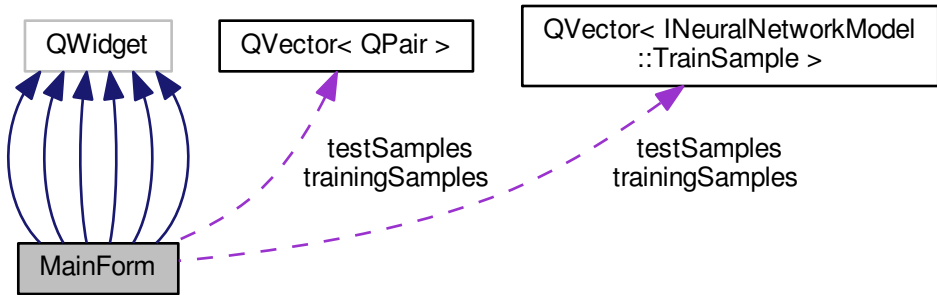 QWidget
QVector< QPair >
QVector< INeuralNetworkModel
::TrainSample >
testSamples
trainingSamples
testSamples
trainingSamples
MainForm